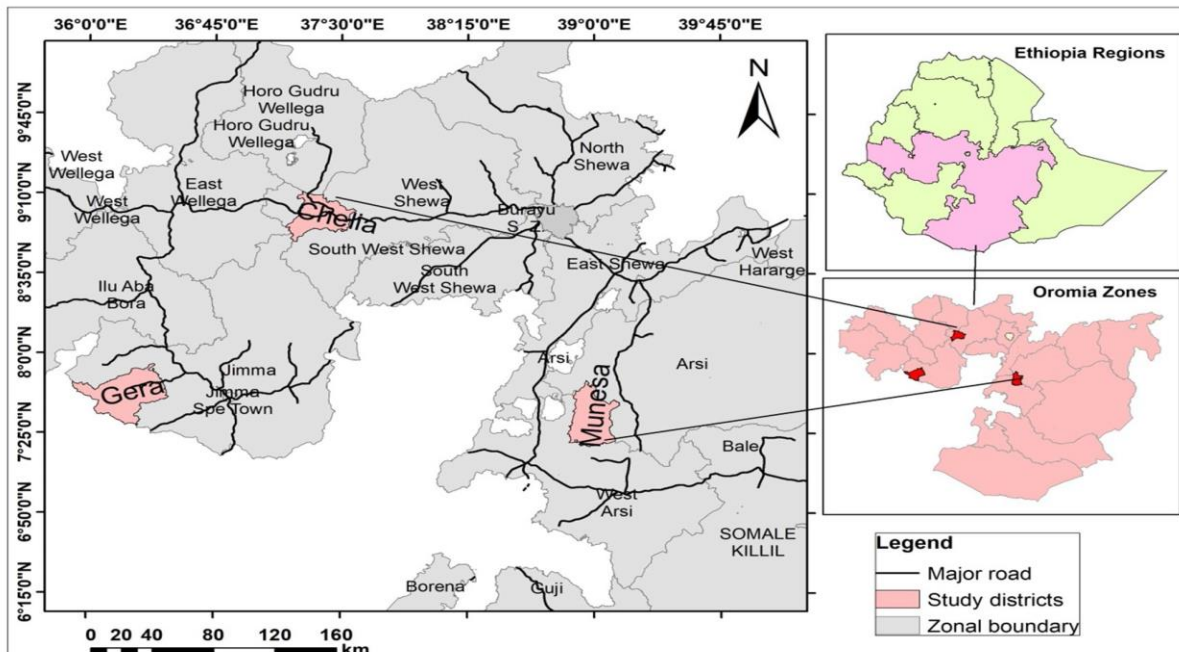 36°0'0"E 36°45'0"E 37°30'0"E 38°15'0"E 39°0'0"E 39°45'0"E
9°45'0"N
9°10'0"N
8°35'0"N
8°0'0"N
7°25'0"N
6°50'0"N
6°15'0"N
N
Horo Gudru
Wellega
Horo Gudru
Wellega
North
Shewa
West
Wellega
East
Wellega
West
Shewa
West
Wellega
Chelia
Burayu
S. Z.
South West Shewa
South
West Shewa
East Shewa
West
Hararge
Ilu Aba
Bora
Arsi
Arsi
Gera
Jimma
Jimma
Spe Town
Munesa
Bale
West
Arsi
SOMALE
KILLIL
Borena
Guji
0 20 40 80 120 160
km
Ethiopia Regions
Oromia Zones
Legend
Major road
Study districts
Zonal boundary